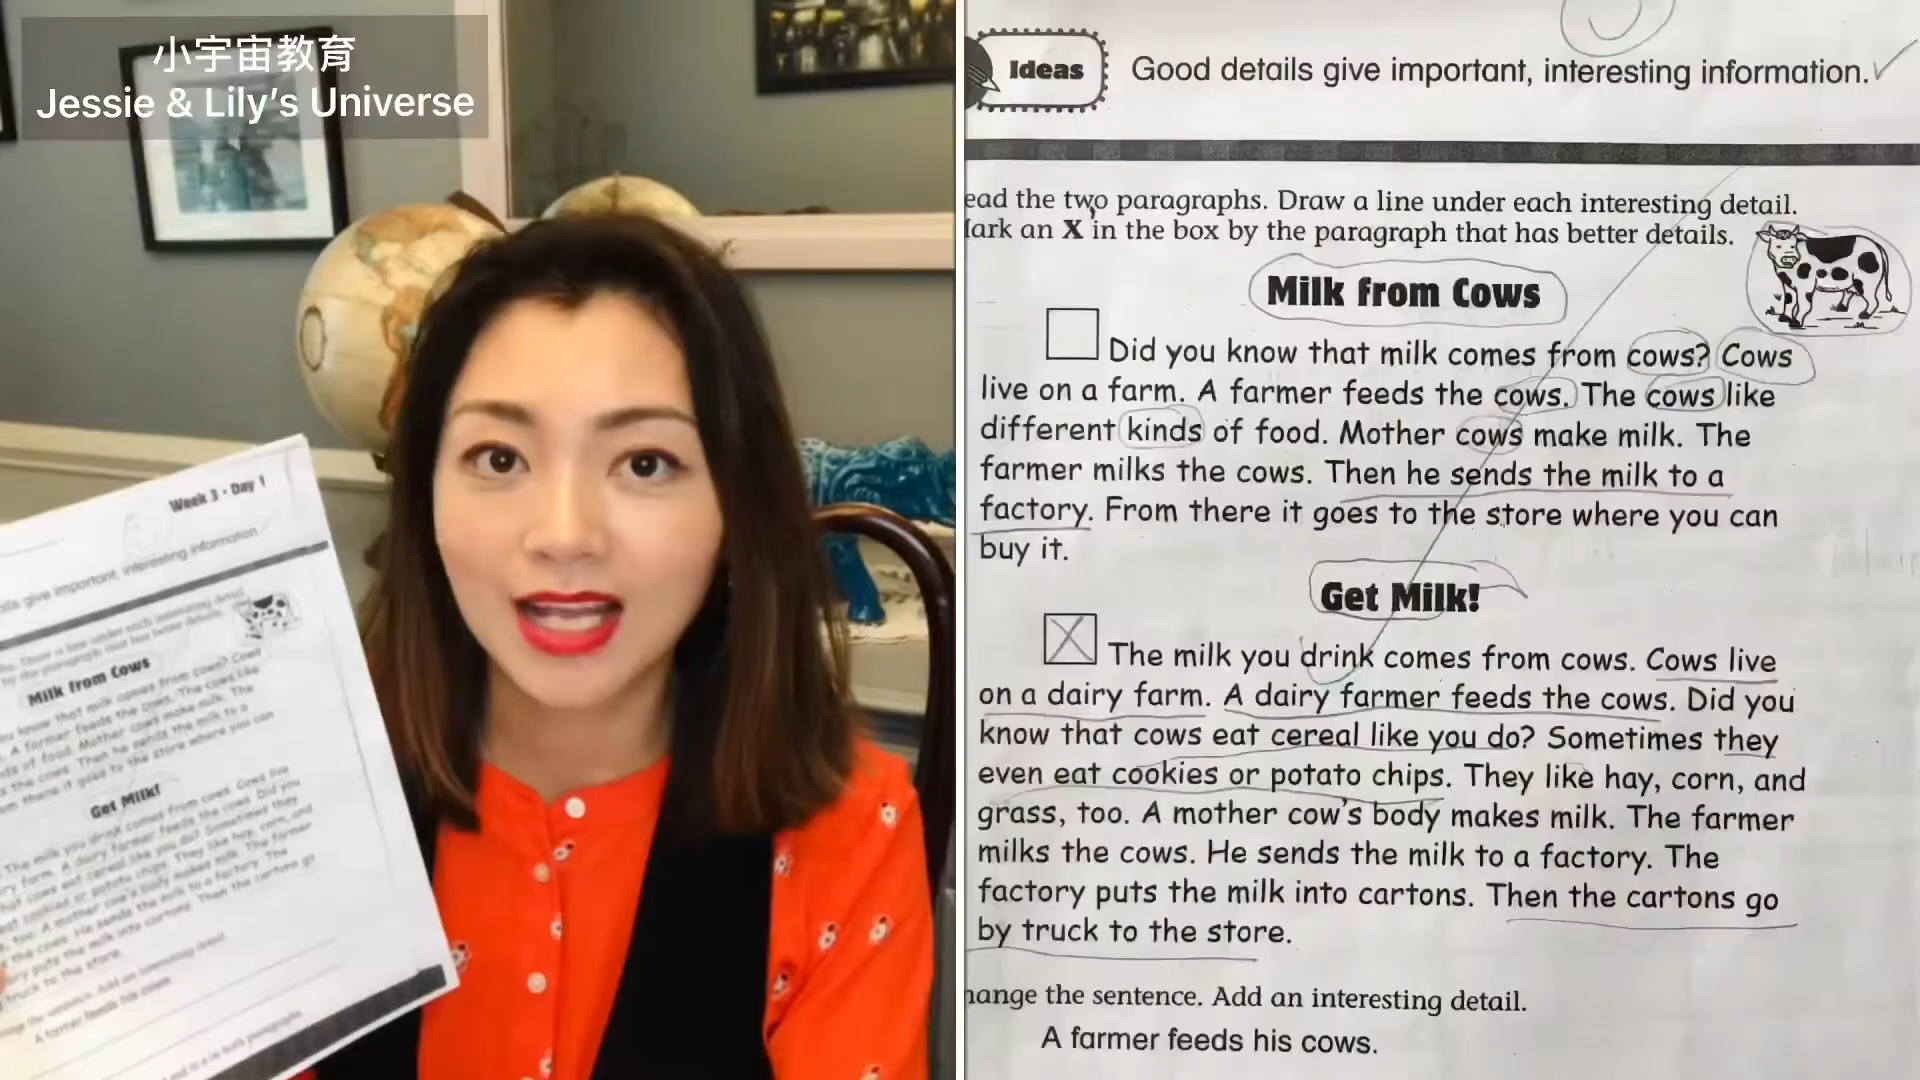 小宇宙教育
Jessie & Lily's Universe
Week 3 • Day 1
give important, interesting information.
Milk from Cows
Get Milk!
A farmer feeds his cows.
Ideas
Good details give important, interesting information.
ead the two paragraphs. Draw a line under each interesting detail.
ark an X in the box by the paragraph that has better details.
Milk from Cows
Did you know that milk comes from cows? Cows
live on a farm. A farmer feeds the cows. The cows like
different kinds of food. Mother cows make milk. The
farmer milks the cows. Then he sends the milk to a
factory. From there it goes to the store where you can
buy it.
Get Milk!
X The milk you drink comes from cows. Cows live
on a dairy farm. A dairy farmer feeds the cows. Did you
know that cows eat cereal like you do? Sometimes they
even eat cookies or potato chips. They like hay, corn, and
grass, too. A mother cow's body makes milk. The farmer
milks the cows. He sends the milk to a factory. The
factory puts the milk into cartons. Then the cartons go
by truck to the store.
hange the sentence. Add an interesting detail.
A farmer feeds his cows.